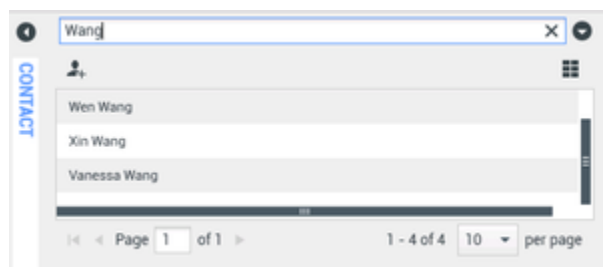 Wang
CONTACT
Wen Wang
Xin Wang
Vanessa Wang
Page 1 of 1
1 - 4 of 4 10 per page